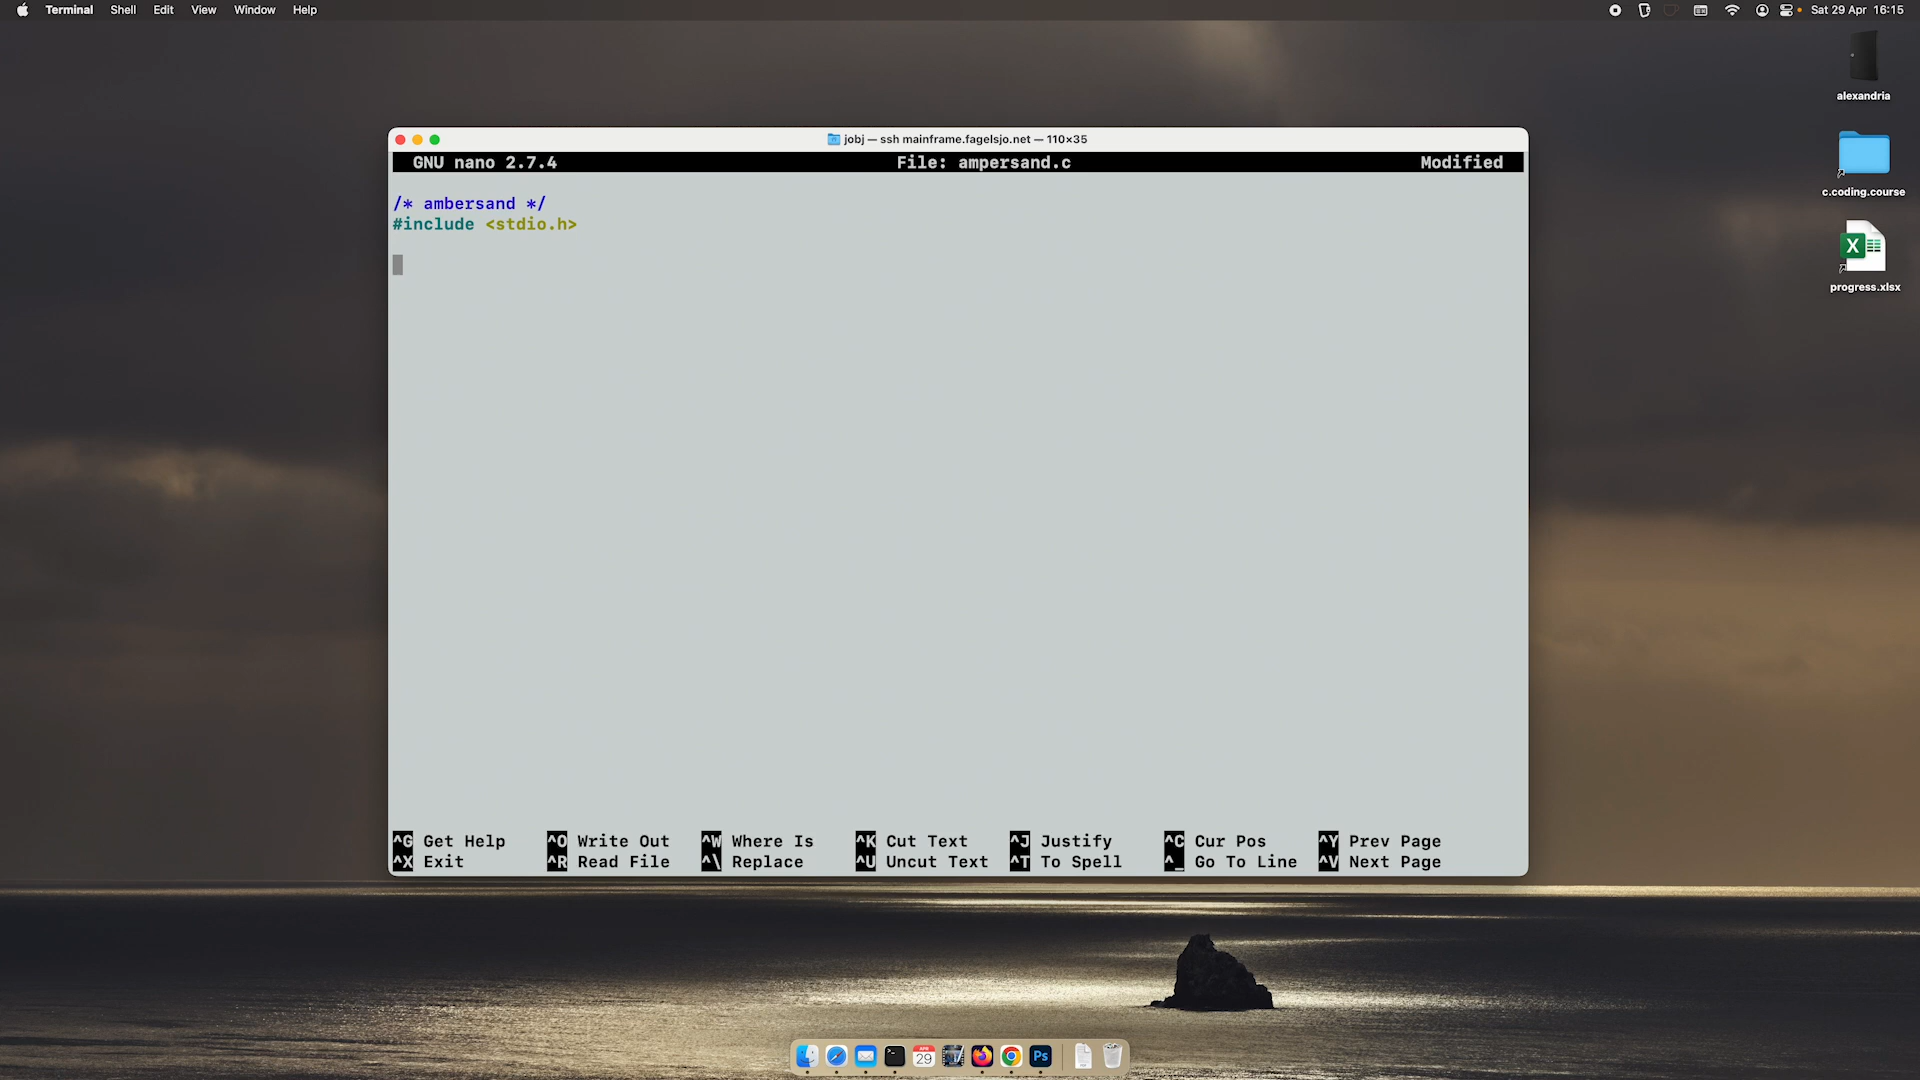 Terminal Shell Edit View Window Help Sat 29 Apr 16:15
alexandria
c.coding.course
X
progress.xlsx
jobj — ssh mainframe.fagelsjo.net — 110×35
GNU nano 2.7.4 File: ampersand.c Modified
/* ambersand */
#include <stdio.h>
^G Get Help ^O Write Out ^W Where Is ^K Cut Text ^J Justify ^C Cur Pos ^Y Prev Page
^X Exit ^R Read File ^\ Replace ^U Uncut Text ^T To Spell ^_ Go To Line ^V Next Page
APR
29
Ps